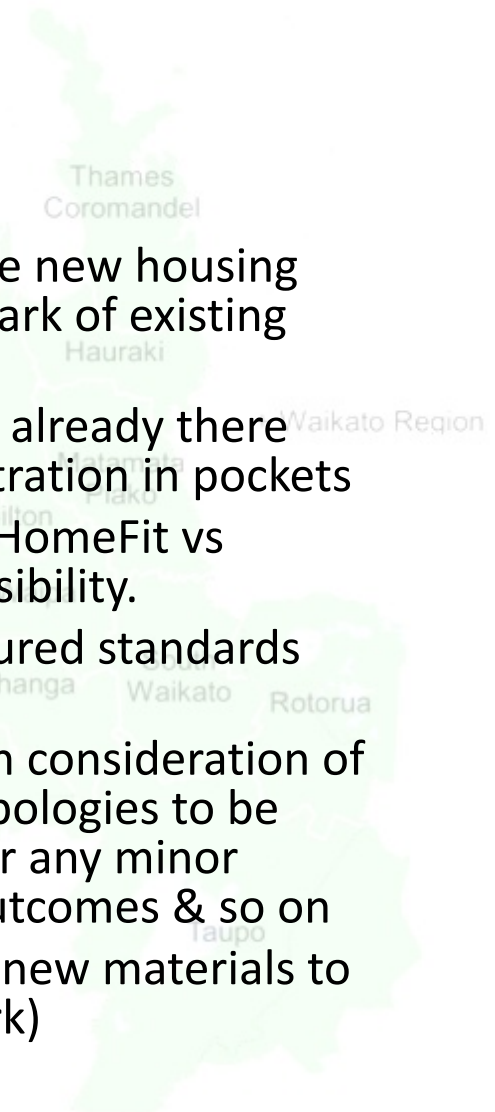 Thames
Coromandel
e new housing
ark of existing
Hauraki
already there
Waikato Region
tration in pockets
HomeFit vs
sibility.
ured standards
Waikato
Rotorua
n consideration of
pologies to be
r any minor
utcomes & so on
Taupo
new materials to
rk)